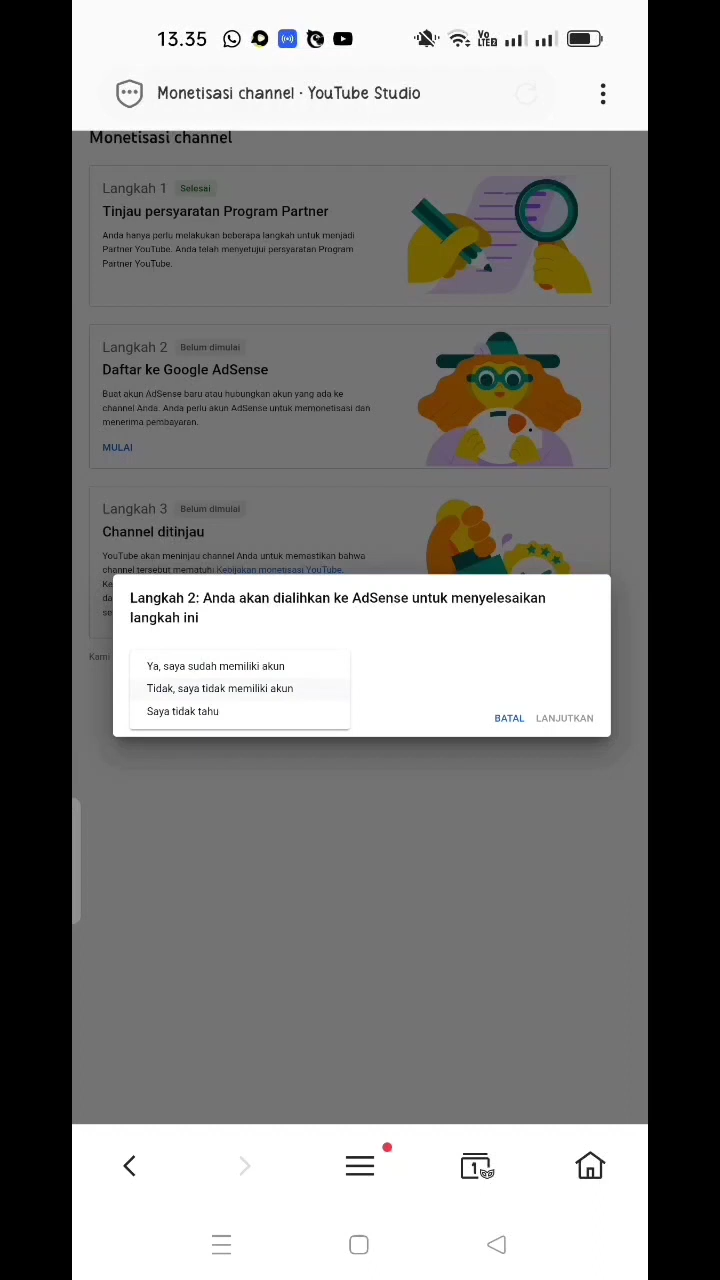 13.35
Vo
LTE2
Monetisasi channel · YouTube Studio
Monetisasi channel
Langkah 1 Selesai
Tinjau persyaratan Program Partner
Anda hanya perlu melakukan beberapa langkah untuk menjadi
Partner YouTube. Anda telah menyetujui persyaratan Program
Partner YouTube.
Langkah 2 Belum dimulai
Daftar ke Google AdSense
Buat akun AdSense baru atau hubungkan akun yang ada ke
channel Anda. Anda perlu akun AdSense untuk memonetisasi dan
menerima pembayaran.
MULAI
Langkah 3 Belum dimulai
Channel ditinjau
YouTube akan meninjau channel Anda untuk memastikan bahwa
channel tersebut mematuhi Kebijakan monetisasi YouTube.
Kami
Langkah 2: Anda akan dialihkan ke AdSense untuk menyelesaikan
langkah ini
Ya, saya sudah memiliki akun
Tidak, saya tidak memiliki akun
Saya tidak tahu
BATAL LANJUTKAN
1